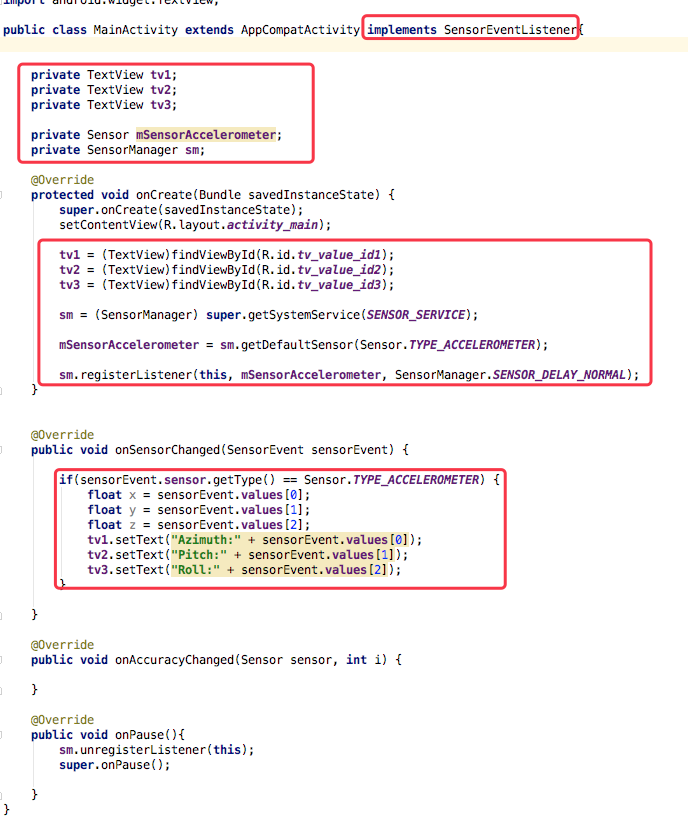 import android.widget.TextView;
public class MainActivity extends AppCompatActivity implements SensorEventListener{
private TextView tv1;
private TextView tv2;
private TextView tv3;
private Sensor mSensorAccelerometer;
private SensorManager sm;
@Override
protected void onCreate(Bundle savedInstanceState) {
super.onCreate(savedInstanceState);
setContentView(R.layout.activity_main);
tv1 = (TextView)findViewById(R.id.tv_value_id1);
tv2 = (TextView)findViewById(R.id.tv_value_id2);
tv3 = (TextView)findViewById(R.id.tv_value_id3);
sm = (SensorManager) super.getSystemService(SENSOR_SERVICE);
mSensorAccelerometer = sm.getDefaultSensor(Sensor.TYPE_ACCELEROMETER);
sm.registerListener(this, mSensorAccelerometer, SensorManager.SENSOR_DELAY_NORMAL);
}
@Override
public void onSensorChanged(SensorEvent sensorEvent) {
if(sensorEvent.sensor.getType() == Sensor.TYPE_ACCELEROMETER) {
float x = sensorEvent.values[0];
float y = sensorEvent.values[1];
float z = sensorEvent.values[2];
tv1.setText("Azimuth:" + sensorEvent.values[0]);
tv2.setText("Pitch:" + sensorEvent.values[1]);
tv3.setText("Roll:" + sensorEvent.values[2]);
}
}
@Override
public void onAccuracyChanged(Sensor sensor, int i) {
}
@Override
public void onPause(){
sm.unregisterListener(this);
super.onPause();
}
}